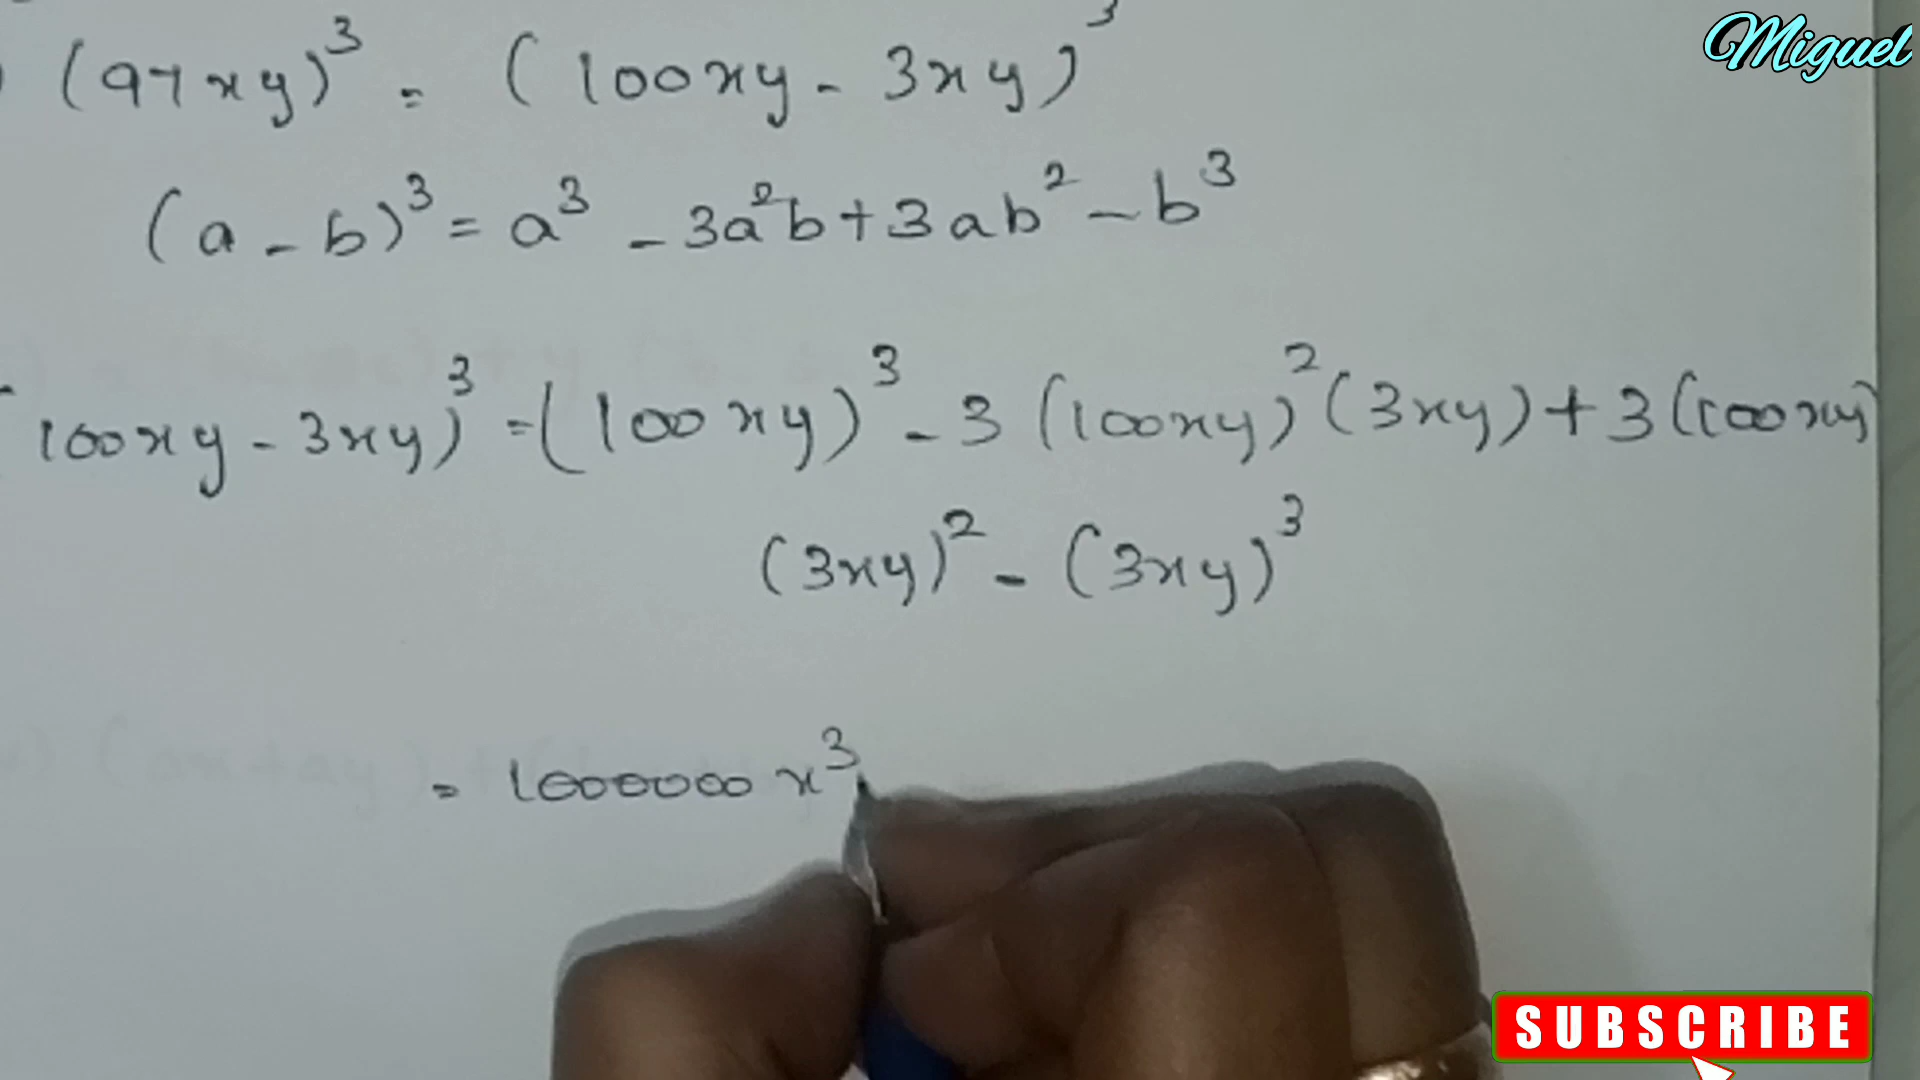 Miguel
(97xy)³ = (100xy - 3xy)³
(a - b)³ = a³ - 3a²b + 3ab² - b³
(100xy - 3xy)³ = (100xy)³ - 3(100xy)²(3xy) + 3(100xy)
(3xy)² - (3xy)³
= 1000000x³
SUBSCRIBE